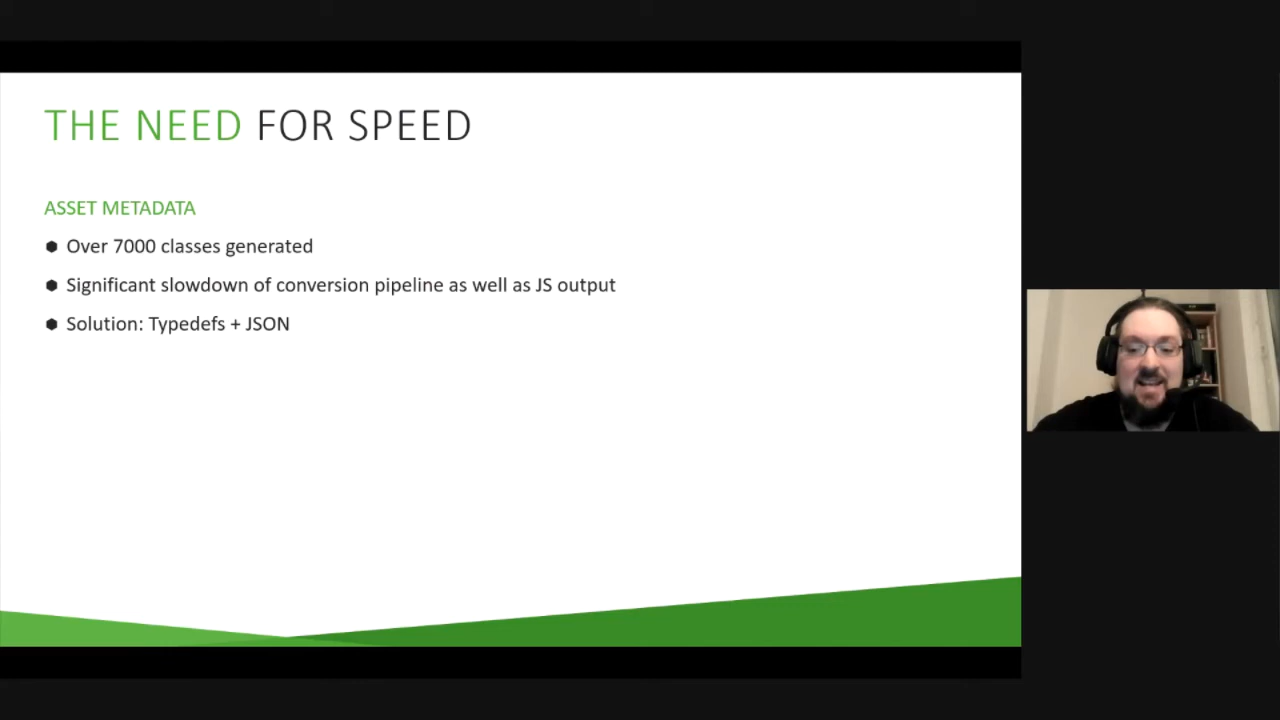 THE NEED FOR SPEED
ASSET METADATA
Over 7000 classes generated
Significant slowdown of conversion pipeline as well as JS output
Solution: Typedefs + JSON